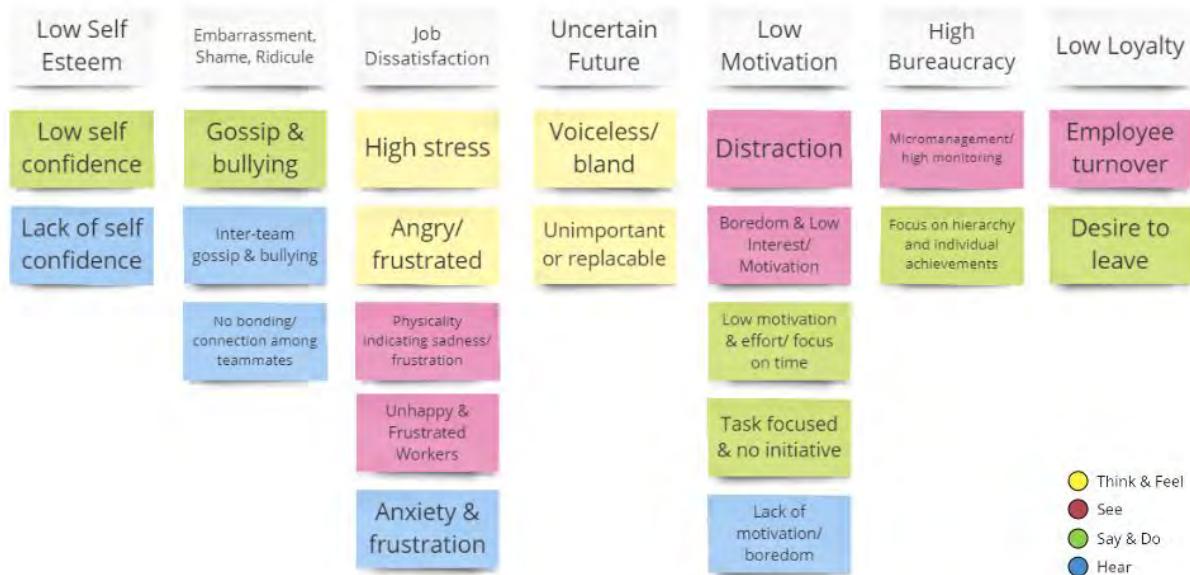 Low Self
Esteem
Embarrassment,
Shame, Ridicule
Job
Dissatisfaction
Uncertain
Future
Low
Motivation
High
Bureaucracy
Low Loyalty
Low self
confidence
Gossip &
bullying
High stress
Voiceless/
bland
Distraction
Micromanagement/
high monitoring
Employee
turnover
Lack of self
confidence
Inter-team
gossip & bullying
Angry/
frustrated
Unimportant
or replacable
Boredom & Low
Interest/
Motivation
Focus on hierarchy
and individual
achievements
Desire to
leave
No bonding/
connection among
teammates
Physicality
indicating sadness/
frustration
Low motivation
& effort/ focus
on time
Unhappy &
Frustrated
Workers
Task focused
& no initiative
Anxiety &
frustration
Lack of
motivation/
boredom
Think & Feel
See
Say & Do
Hear